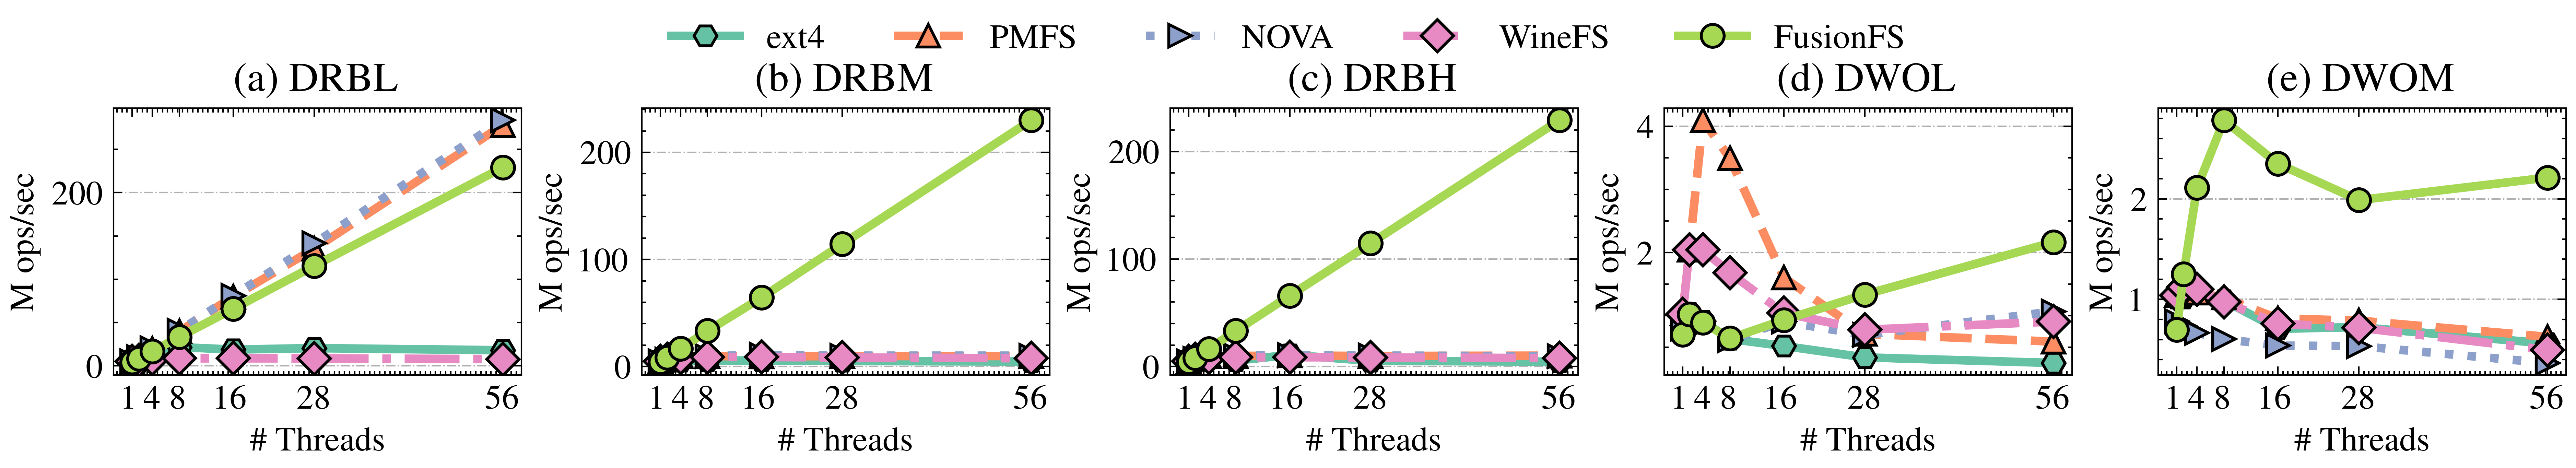 ext4 PMFS NOVA WineFS FusionFS
(a) DRBL
M ops/sec
200
0
1 4 8 16 28 56
# Threads
(b) DRBM
M ops/sec
200
100
0
1 4 8 16 28 56
# Threads
(c) DRBH
M ops/sec
200
100
0
1 4 8 16 28 56
# Threads
(d) DWOL
M ops/sec
4
2
1 4 8 16 28 56
# Threads
(e) DWOM
M ops/sec
2
1
1 4 8 16 28 56
# Threads